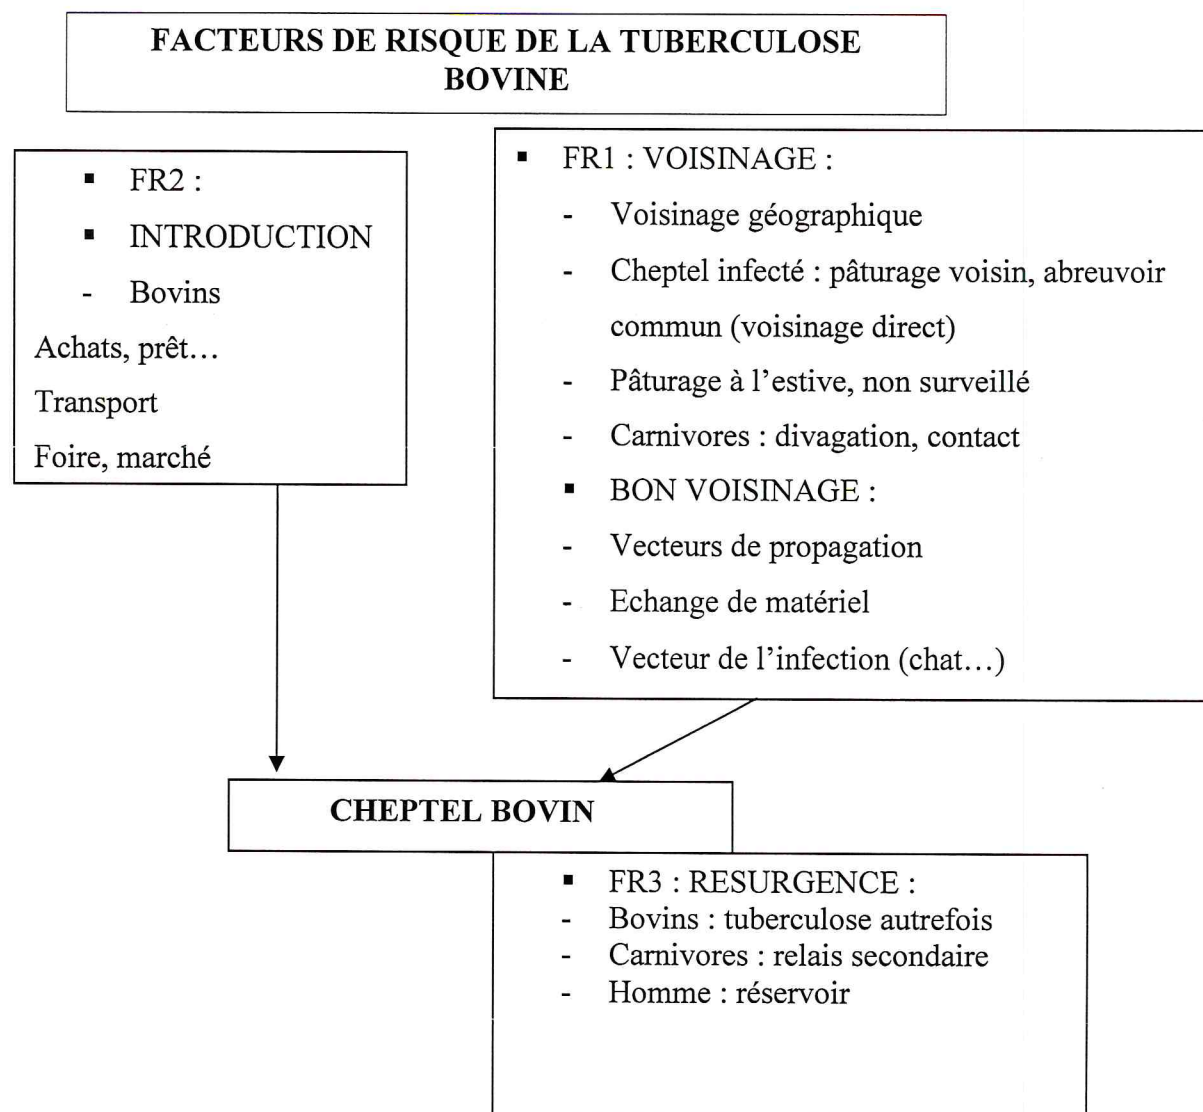 FACTEURS DE RISQUE DE LA TUBERCULOSE
BOVINE
▪ FR2 :
▪ INTRODUCTION
- Bovins
Achats, prêt…
Transport
Foire, marché
▪ FR1 : VOISINAGE :
- Voisinage géographique
- Cheptel infecté : pâturage voisin, abreuvoir
commun (voisinage direct)
- Pâturage à l’estive, non surveillé
- Carnivores : divagation, contact
▪ BON VOISINAGE :
- Vecteurs de propagation
- Echange de matériel
- Vecteur de l’infection (chat…)
CHEPTEL BOVIN
▪ FR3 : RESURGENCE :
- Bovins : tuberculose autrefois
- Carnivores : relais secondaire
- Homme : réservoir